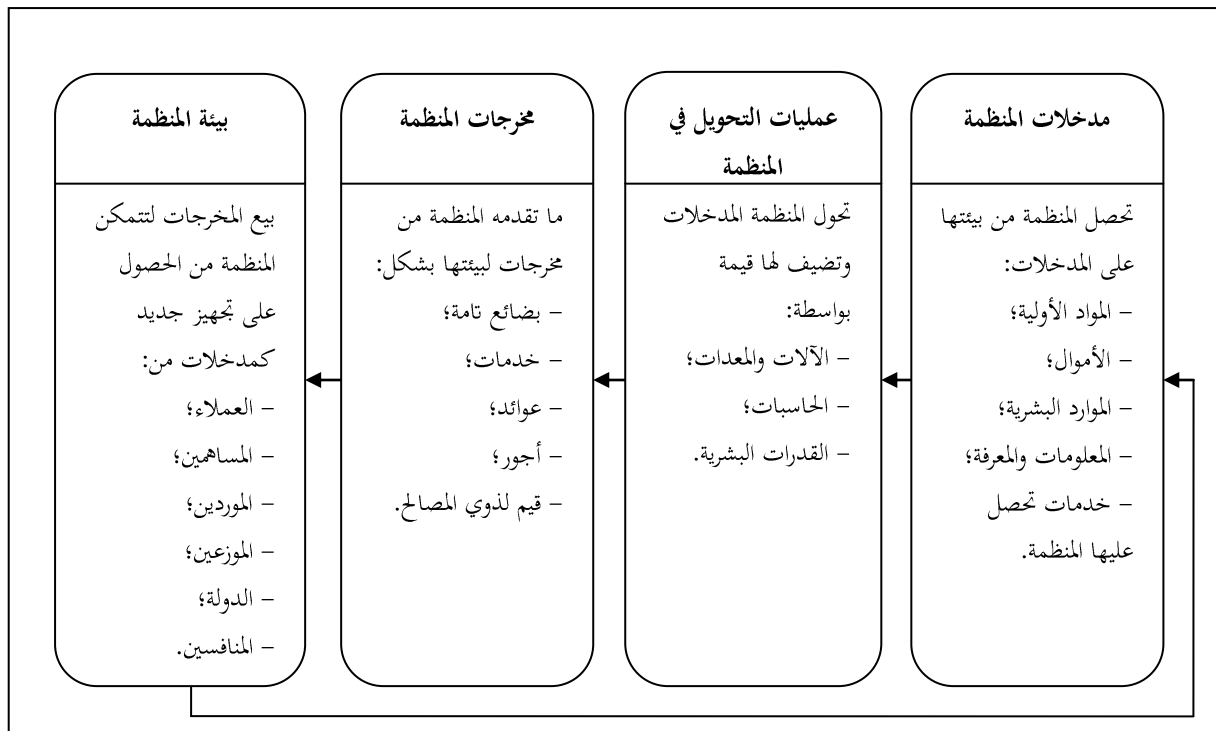 مدخلات المنظمة
تحصل المنظمة من بيئتها
على المدخلات:
– المواد الأولية؛
– الأموال؛
– الموارد البشرية؛
– المعلومات والمعرفة؛
– خدمات تحصل
عليها المنظمة.
عمليات التحويل في
المنظمة
تحول المنظمة المدخلات
وتضيف لها قيمة
بواسطة:
– الآلات والمعدات؛
– الحاسبات؛
– القدرات البشرية.
مخرجات المنظمة
ما تقدمه المنظمة من
مخرجات لبيئتها بشكل:
– بضائع تامة؛
– خدمات؛
– عوائد؛
– أجور؛
– قيم لذوي المصالح.
بيئة المنظمة
بيع المخرجات لتتمكن
المنظمة من الحصول
على تجهيز جديد
كمدخلات من:
– العملاء؛
– المساهمين؛
– الموردين؛
– الموزعين؛
– الدولة؛
– المنافسين.